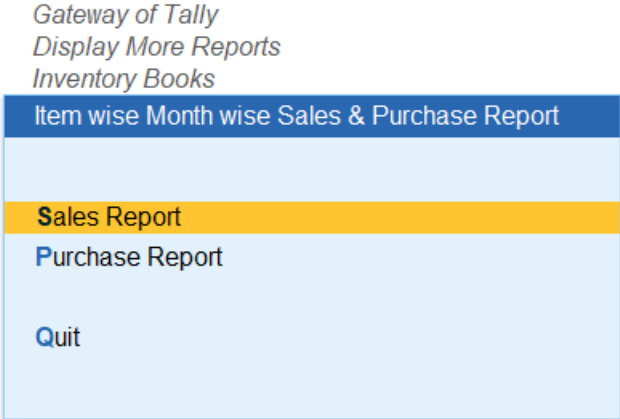 Gateway of Tally
Display More Reports
Inventory Books
Item wise Month wise Sales & Purchase Report
Sales Report
Purchase Report
Quit